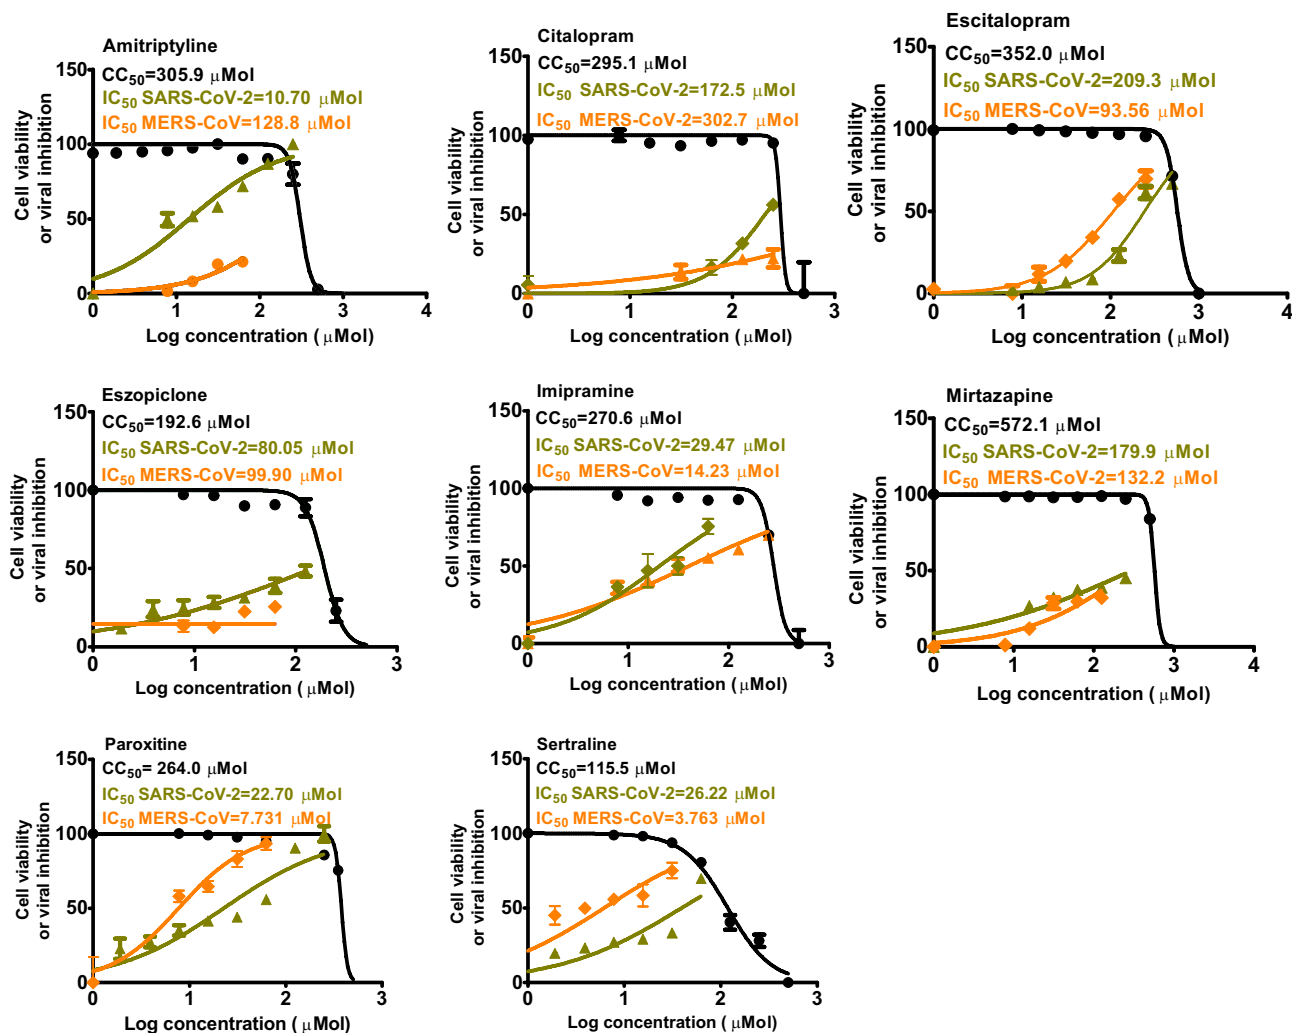 Amitriptyline
CC50=305.9 μMol
IC50 SARS-CoV-2=10.70 μMol
IC50 MERS-CoV=128.8 μMol
Cell viability
or viral inhibition
150
100
50
0
0 1 2 3 4
Log concentration ( μMol)
Citalopram
CC50=295.1 μMol
IC50 SARS-CoV-2=172.5 μMol
IC50 MERS-CoV-2=302.7 μMol
Cell viability
or viral inhibition
150
100
50
0
0 1 2 3
Log concentration ( μMol)
Escitalopram
CC50=352.0 μMol
IC50 SARS-CoV-2=209.3 μMol
IC50 MERS-CoV=93.56 μMol
Cell viability
or viral inhibition
150
100
50
0
0 1 2 3 4
Log concentration ( μMol)
Eszopiclone
CC50=192.6 μMol
IC50 SARS-CoV-2=80.05 μMol
IC50 MERS-CoV=99.90 μMol
Cell viability
or viral inhibition
150
100
50
0
0 1 2 3
Log concentration ( μMol)
Imipramine
CC50=270.6 μMol
IC50 SARS-CoV-2=29.47 μMol
IC50 MERS-CoV=14.23 μMol
Cell viability
or viral inhibition
150
100
50
0
0 1 2 3
Log concentration ( μMol)
Mirtazapine
CC50=572.1 μMol
IC50 SARS-CoV-2=179.9 μMol
IC50 MERS-CoV-2=132.2 μMol
Cell viability
or viral inhibition
150
100
50
0
0 1 2 3 4
Log concentration ( μMol)
Paroxitine
CC50= 264.0 μMol
IC50 SARS-CoV-2=22.70 μMol
IC50 MERS-CoV=7.731 μMol
Cell viability
or viral inhibition
150
100
50
0
0 1 2 3
Log concentration ( μMol)
Sertraline
CC50=115.5 μMol
IC50 SARS-CoV-2=26.22 μMol
IC50 MERS-CoV=3.763 μMol
Cell viability
or viral inhibition
150
100
50
0
0 1 2 3
Log concentration ( μMol)